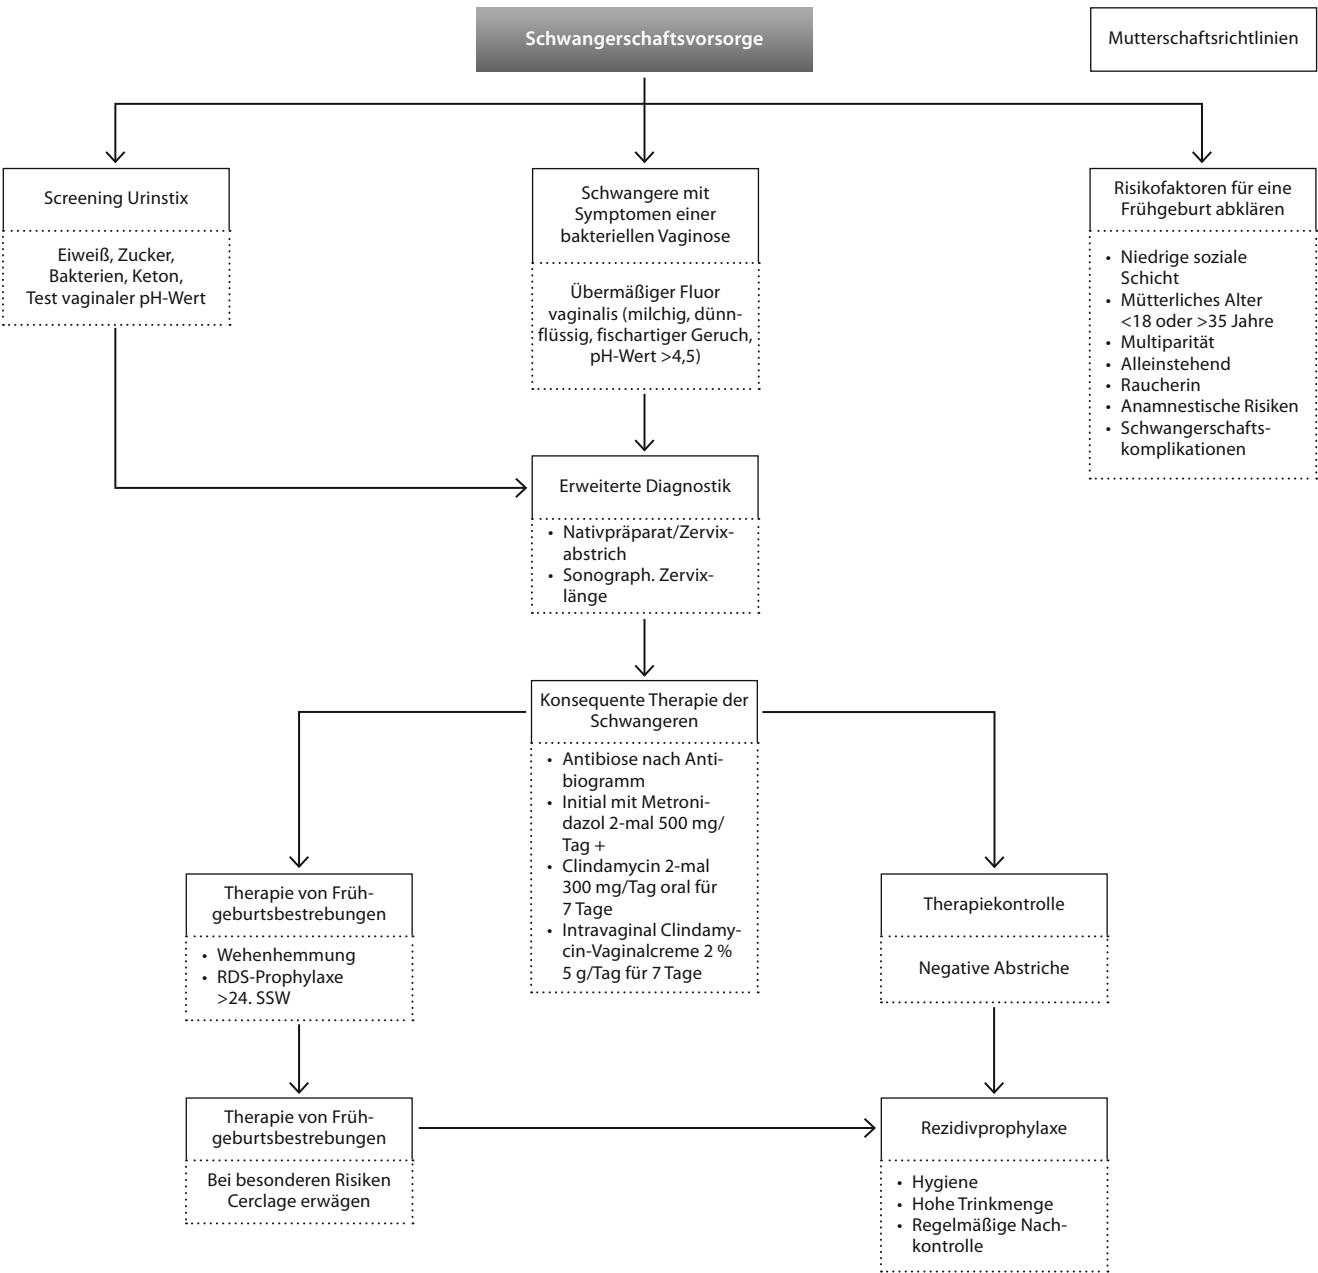 Schwangerschaftsvorsorge
Mutterschaftsrichtlinien
Screening Urinstix
Eiweiß, Zucker,
Bakterien, Keton,
Test vaginaler pH-Wert
Schwangere mit
Symptomen einer
bakteriellen Vaginose
Übermäßiger Fluor
vaginalis (milchig, dünn-
flüssig, fischartiger Geruch,
pH-Wert >4,5)
Risikofaktoren für eine
Frühgeburt abklären
• Niedrige soziale
Schicht
• Mütterliches Alter
<18 oder >35 Jahre
• Multiparität
• Alleinstehend
• Raucherin
• Anamnestische Risiken
• Schwangerschafts-
komplikationen
Erweiterte Diagnostik
• Nativpräparat/Zervix-
abstrich
• Sonograph. Zervix-
länge
Konsequente Therapie der
Schwangeren
• Antibiose nach Anti-
biogramm
• Initial mit Metroni-
dazol 2-mal 500 mg/
Tag +
• Clindamycin 2-mal
300 mg/Tag oral für
7 Tage
• Intravaginal Clindamy-
cin-Vaginalcreme 2 %
5 g/Tag für 7 Tage
Therapie von Früh-
geburtsbestrebungen
• Wehenhemmung
• RDS-Prophylaxe
>24. SSW
Therapiekontrolle
Negative Abstriche
Therapie von Früh-
geburtsbestrebungen
Bei besonderen Risiken
Cerclage erwägen
Rezidivprophylaxe
• Hygiene
• Hohe Trinkmenge
• Regelmäßige Nach-
kontrolle